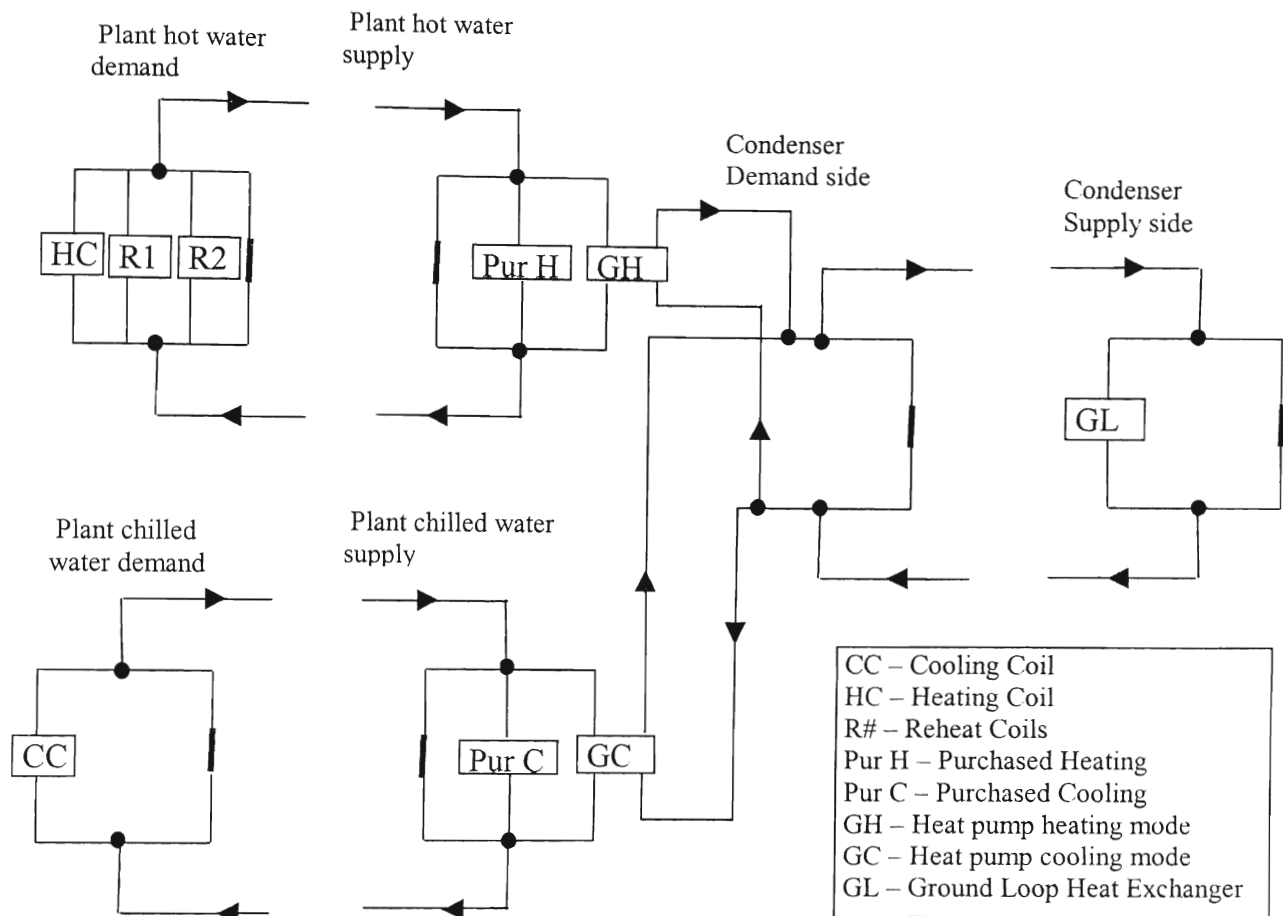 Plant hot water
demand
Plant hot water
supply
Condenser
Demand side
Condenser
Supply side
HC
R1
R2
Pur H
GH
GL
Plant chilled
water demand
Plant chilled water
supply
CC
Pur C
GC
CC – Cooling Coil
HC – Heating Coil
R# – Reheat Coils
Pur H – Purchased Heating
Pur C – Purchased Cooling
GH – Heat pump heating mode
GC – Heat pump cooling mode
GL – Ground Loop Heat Exchanger